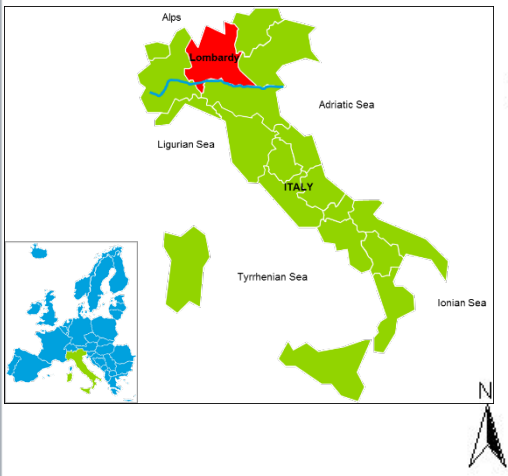 Alps
Lombardy
Adriatic Sea
Ligurian Sea
ITALY
Tyrrhenian Sea
Ionian Sea
N